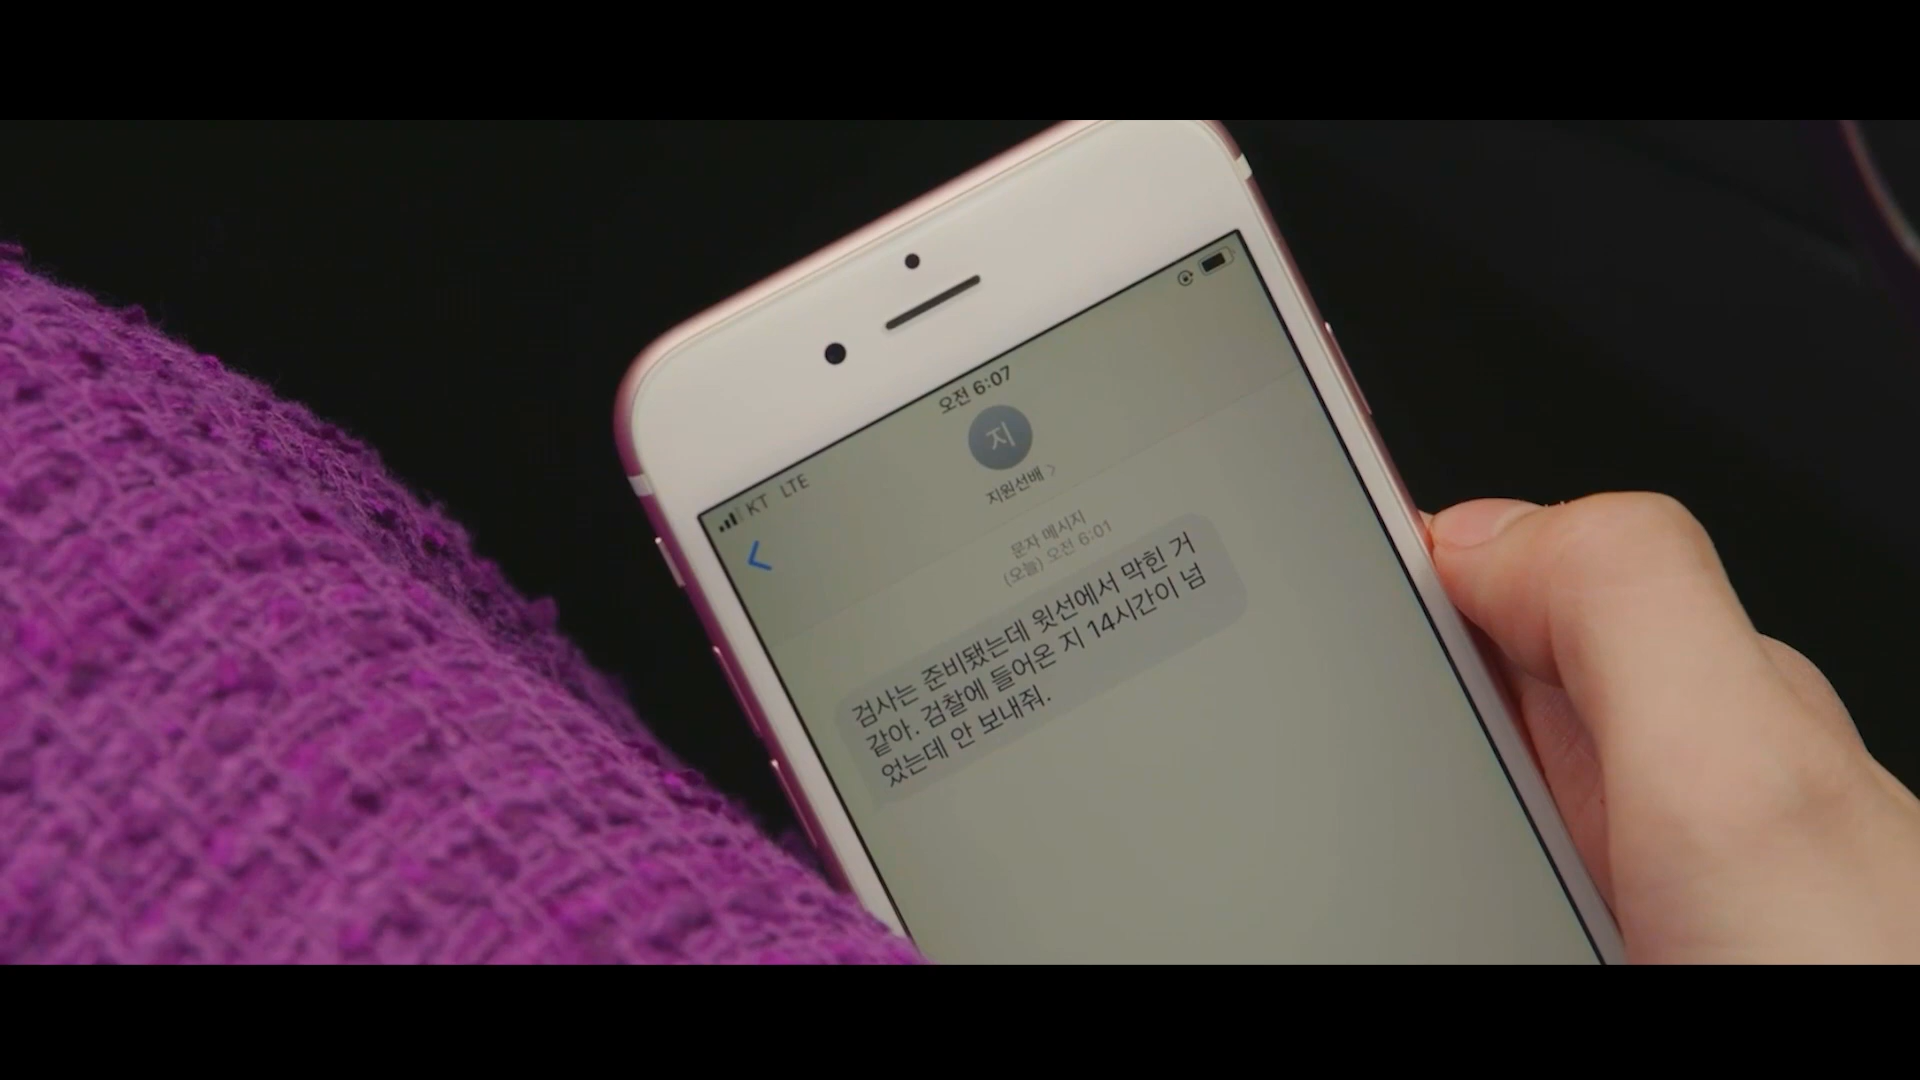 KT LTE
오전 6:07
지
지원선배
문자 메시지
(오늘) 오전 6:01
검사는 준비됐는데 윗선에서 막힌 거
같아. 검찰에 들어온 지 14시간이 넘
었는데 안 보내줘.